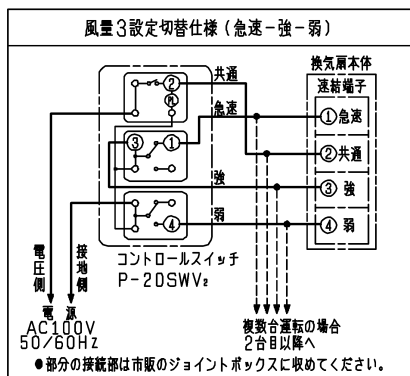 風量3設定切替仕様(急速-強-弱)
換気扇本体
速結端子
共通
急速
強
弱
②
③
①
④
①急速
②共通
③ 強
④ 弱
コントロールスイッチ
P-20SWV₂
電圧側
接地側
電 源
AC100V
50/60Hz
複数台運転の場合
2台目以降へ
●部分の接続部は市販のジョイントボックスに収めてください。